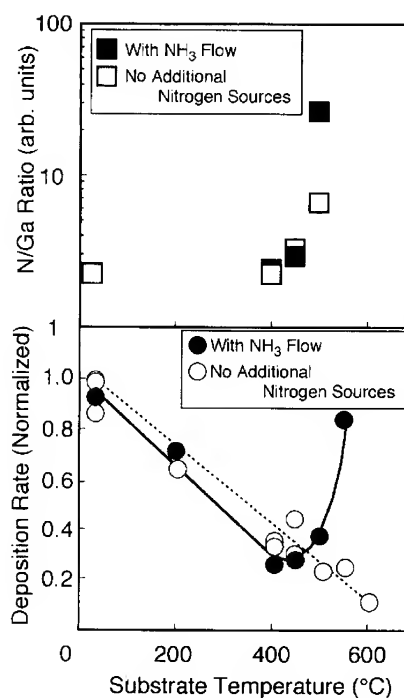 100
With NH3 Flow
No Additional
Nitrogen Sources
N/Ga Ratio (arb. units)
10
1
With NH3 Flow
No Additional
Nitrogen Sources
1.0
0.8
0.6
0.4
0.2
Deposition Rate (Normalized)
0 200 400 600
Substrate Temperature (°C)